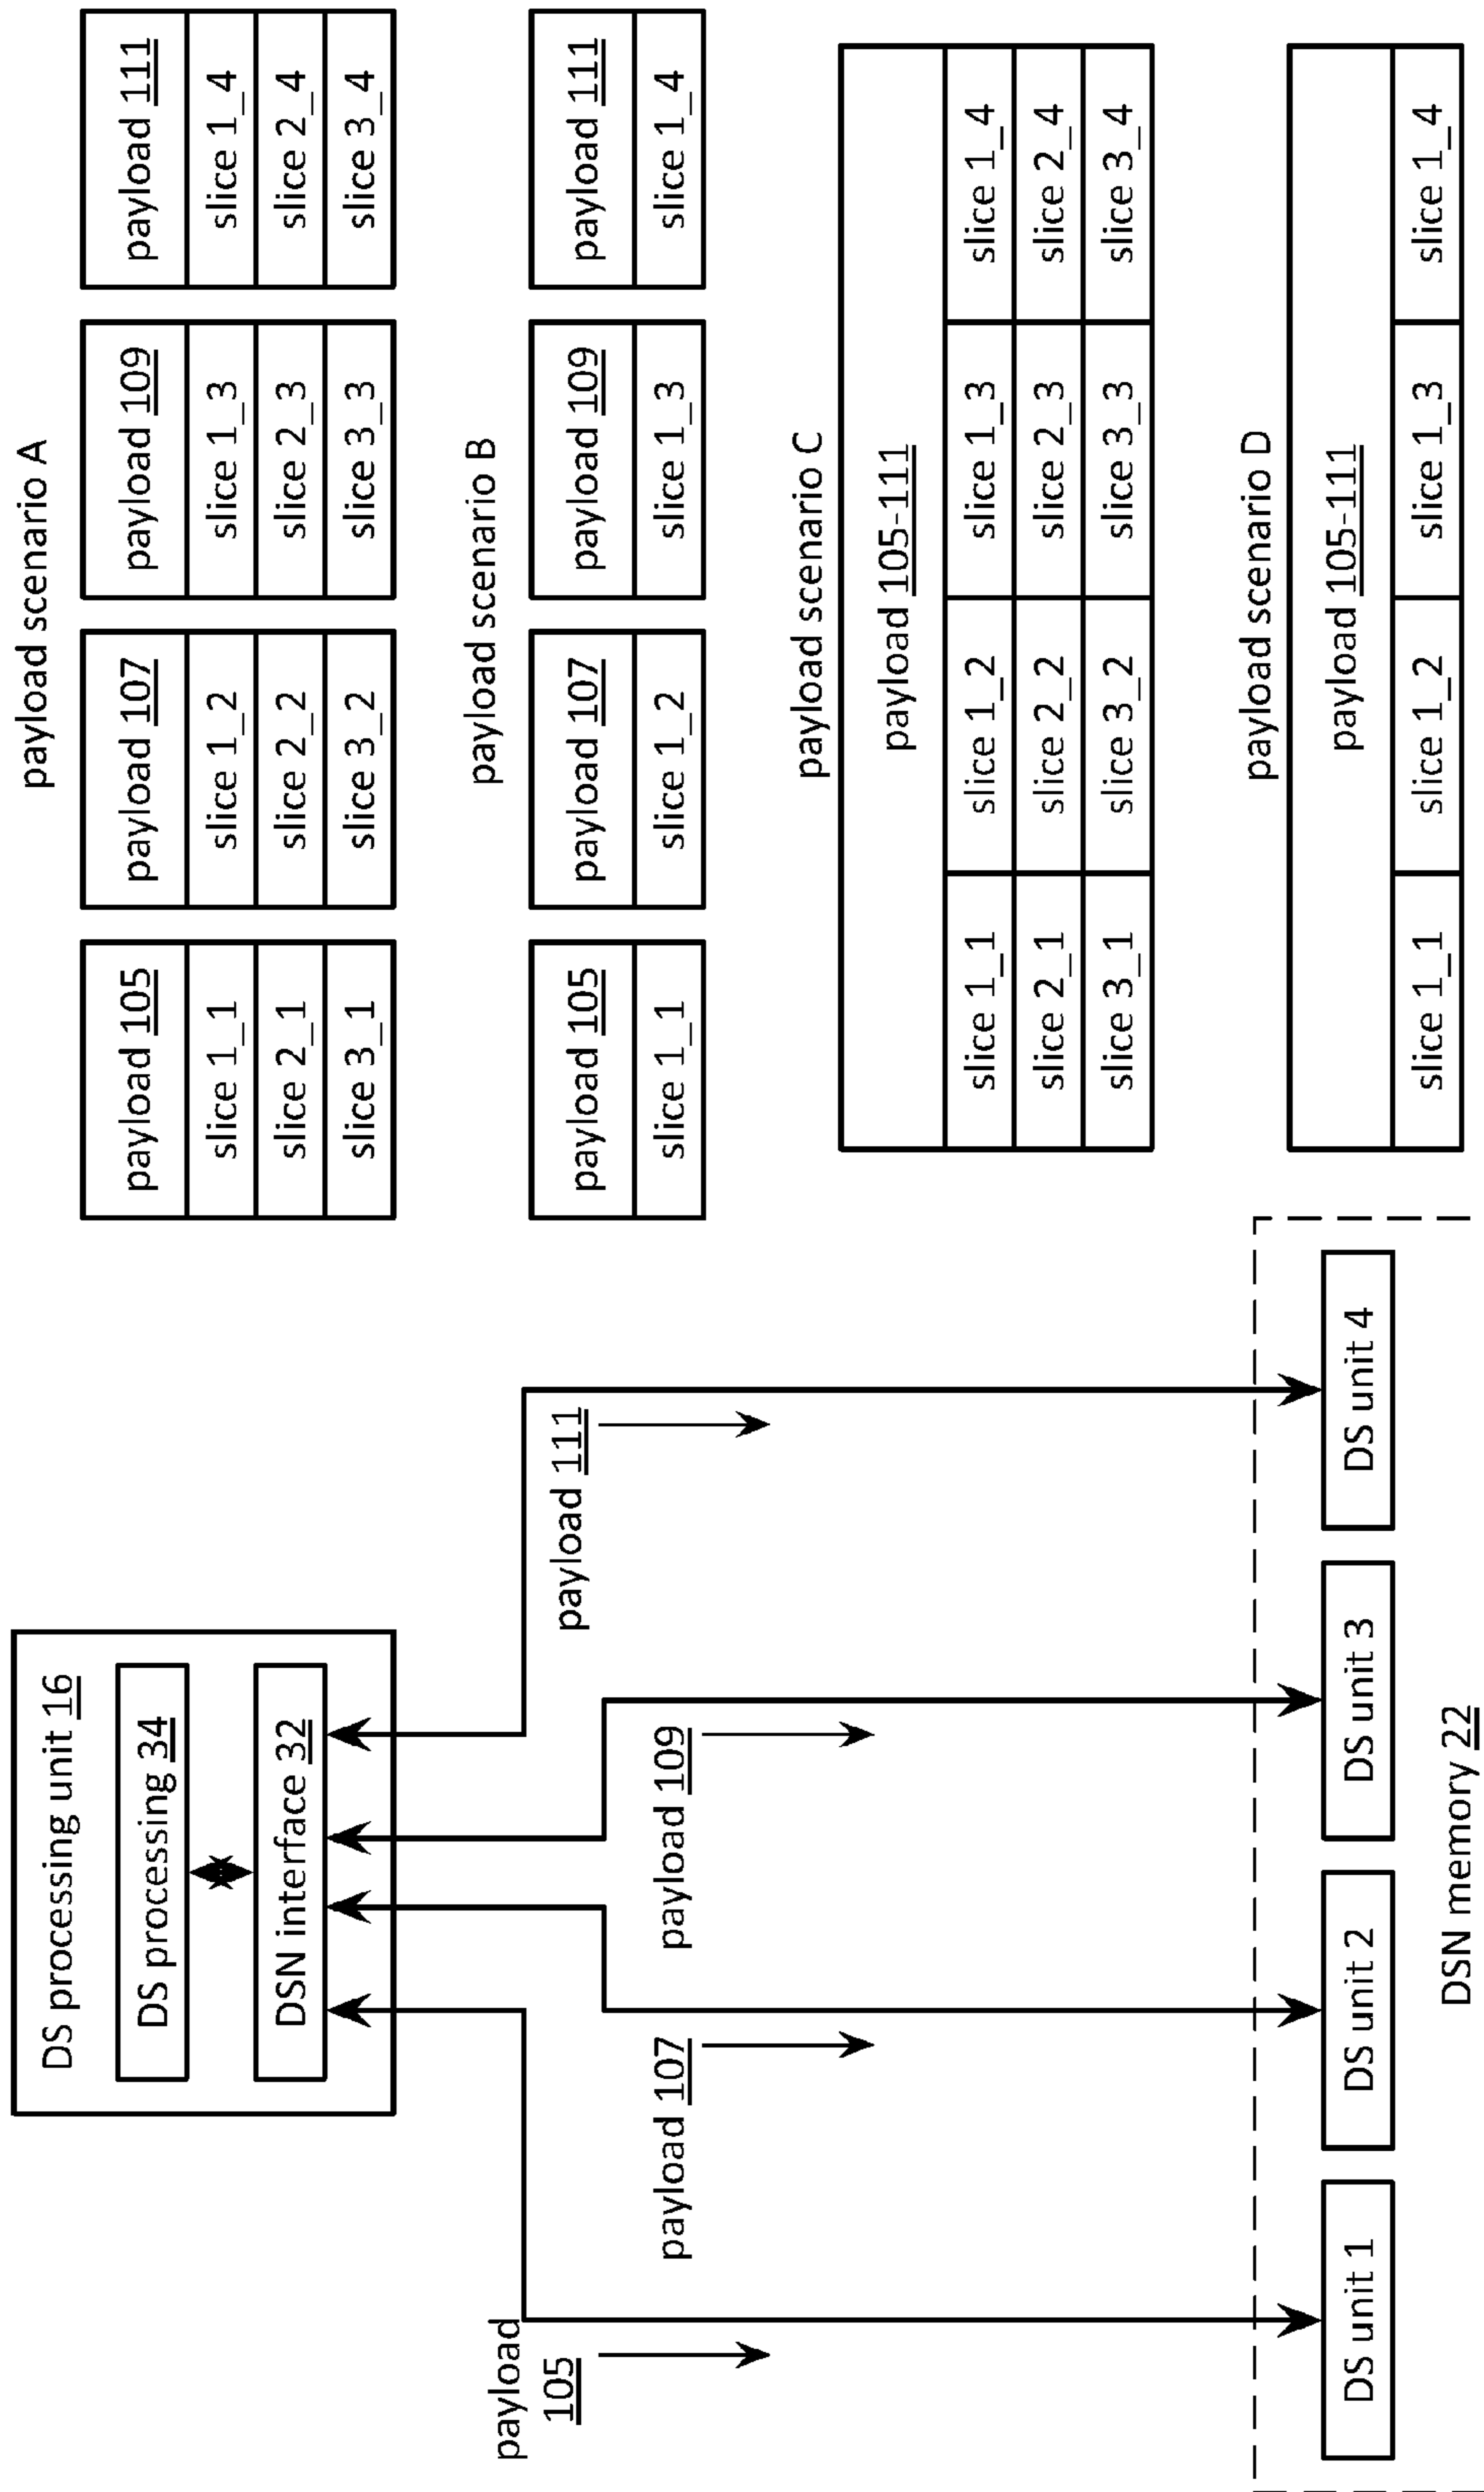 DS processing unit 16
DS processing 34
DSN interface 32
payload
105
payload 107
payload 109
payload 111
DS unit 1
DS unit 2
DS unit 3
DS unit 4
DSN memory 22
payload scenario A
payload 105
slice 1_1
slice 2_1
slice 3_1
payload 107
slice 1_2
slice 2_2
slice 3_2
payload 109
slice 1_3
slice 2_3
slice 3_3
payload 111
slice 1_4
slice 2_4
slice 3_4
payload scenario B
payload 105
slice 1_1
payload 107
slice 1_2
payload 109
slice 1_3
payload 111
slice 1_4
payload scenario C
payload 105-111
slice 1_1
slice 1_2
slice 1_3
slice 1_4
slice 2_1
slice 2_2
slice 2_3
slice 2_4
slice 3_1
slice 3_2
slice 3_3
slice 3_4
payload scenario D
payload 105-111
slice 1_1
slice 1_2
slice 1_3
slice 1_4